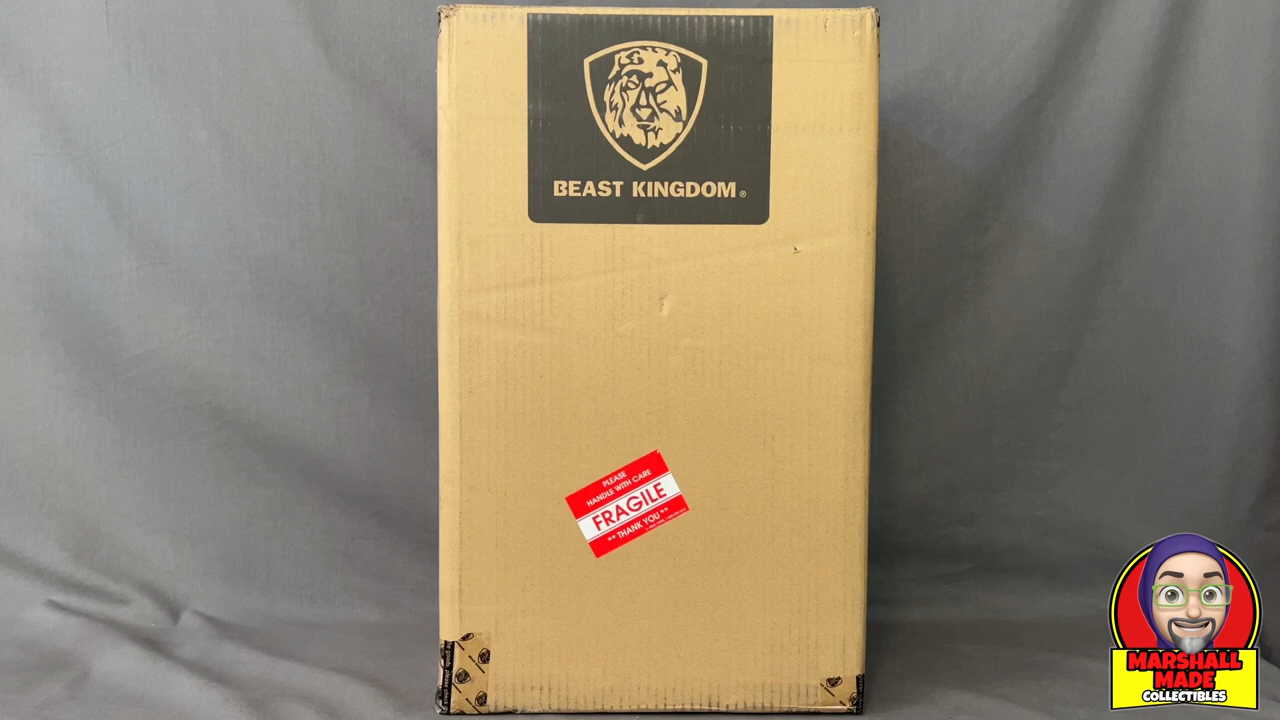 BEAST KINGDOM®
PLEASE
HANDLE WITH CARE
FRAGILE
** THANK YOU **
MARSHALL
MADE
COLLECTIBLES